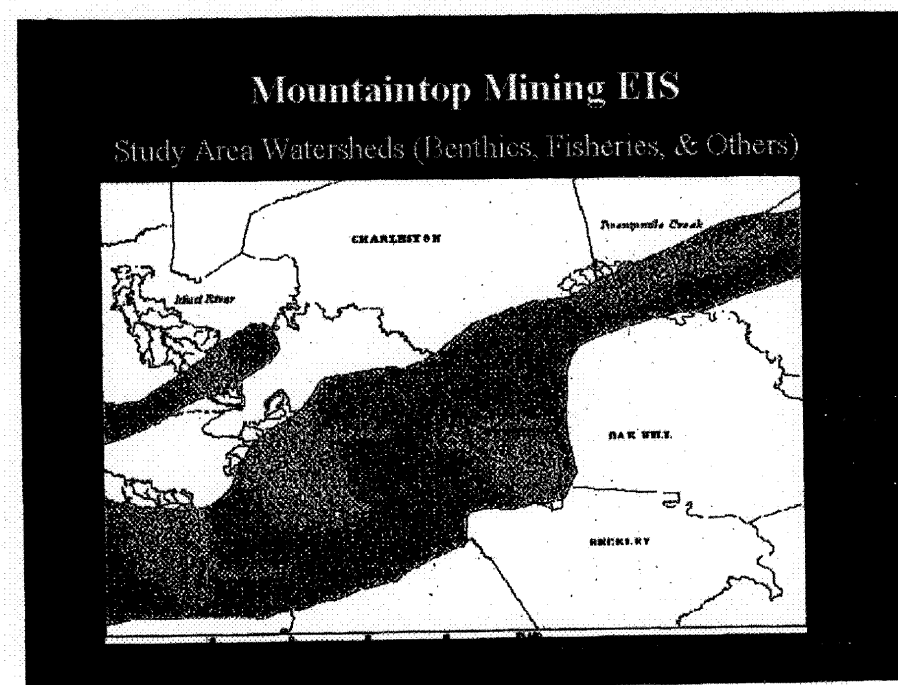 Mountaintop Mining EIS
Study Area Watersheds (Benthics, Fisheries, & Others)
CHARLESTON
Twentymile Creek
Mud River
OAK HILL
BECKLEY